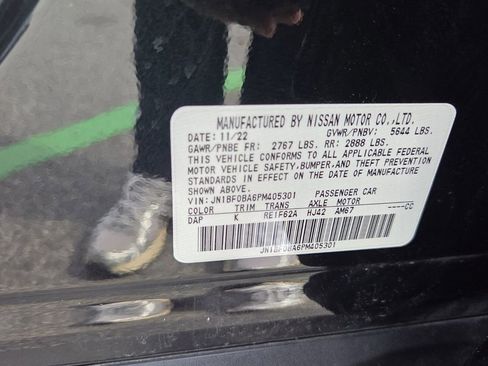 MANUFACTURED BY NISSAN MOTOR CO.,LTD.
DATE: 11/22 GVWR/PNBV: 5644 LBS.
GAWR/PNBE FR: 2767 LBS. RR: 2888 LBS.
THIS VEHICLE CONFORMS TO ALL APPLICABLE FEDERAL
MOTOR VEHICLE SAFETY,BUMPER,AND THEFT PREVENTION
STANDARDS IN EFFECT ON THE DATE OF MANUFACTURE
SHOWN ABOVE.
VIN: JN1BF0BA6PM405301 PASSENGER CAR
COLOR TRIM TRANS AXLE MOTOR
DAP K RE1F62A HJ42 AM67 ----CC
JN1BF0BA6PM405301